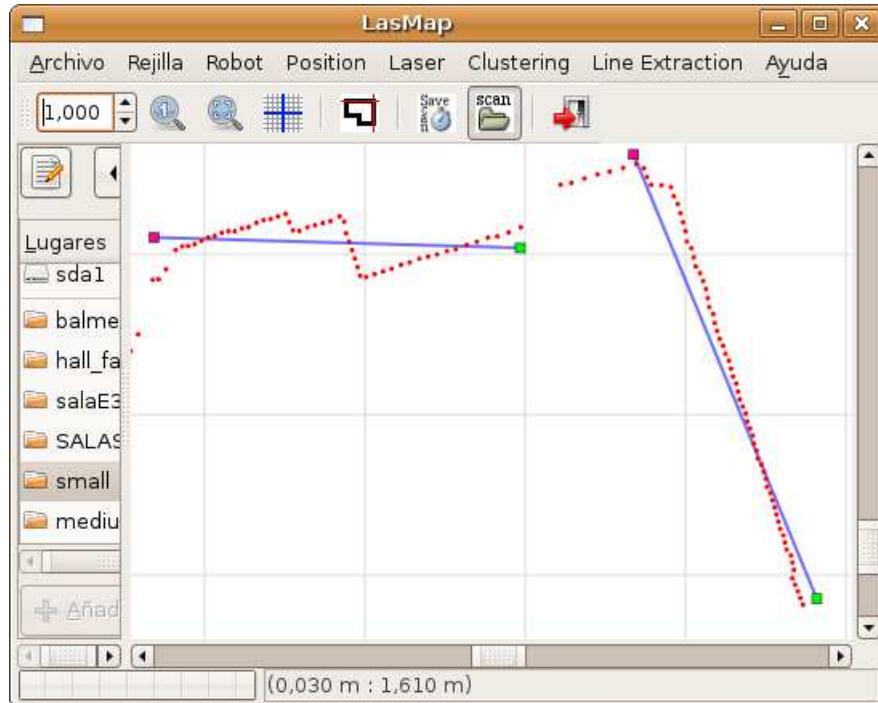 LasMap
Archivo Rejilla Robot Position Laser Clustering Line Extraction Ayuda
1,000 1 Save scan
Lugares
sda1
balme
hall_fa
salaE3
SALAS
small
mediu
Añad
(0,030 m : 1,610 m)